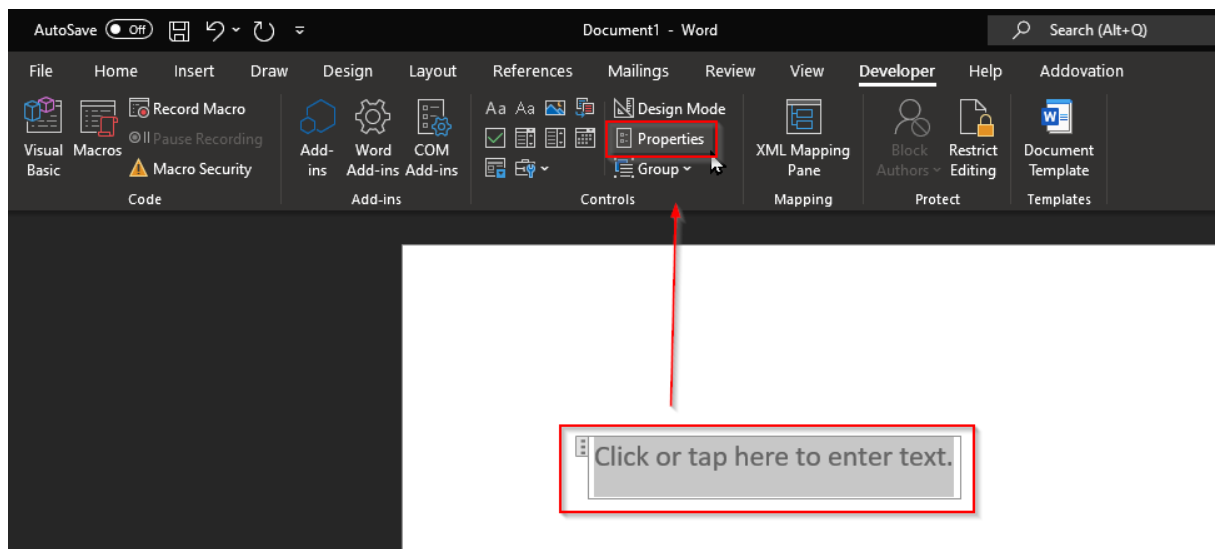 AutoSave Off Document1 - Word Search (Alt+Q)
File Home Insert Draw Design Layout References Mailings Review View Developer Help Addovation
Visual Basic
Macros
Record Macro
Pause Recording
Macro Security
Code
Add-ins
Word Add-ins
COM Add-ins
Add-ins
Aa Aa
Design Mode
Properties
Group
Controls
XML Mapping Pane
Mapping
Block Authors
Restrict Editing
Protect
Document Template
Templates
Click or tap here to enter text.